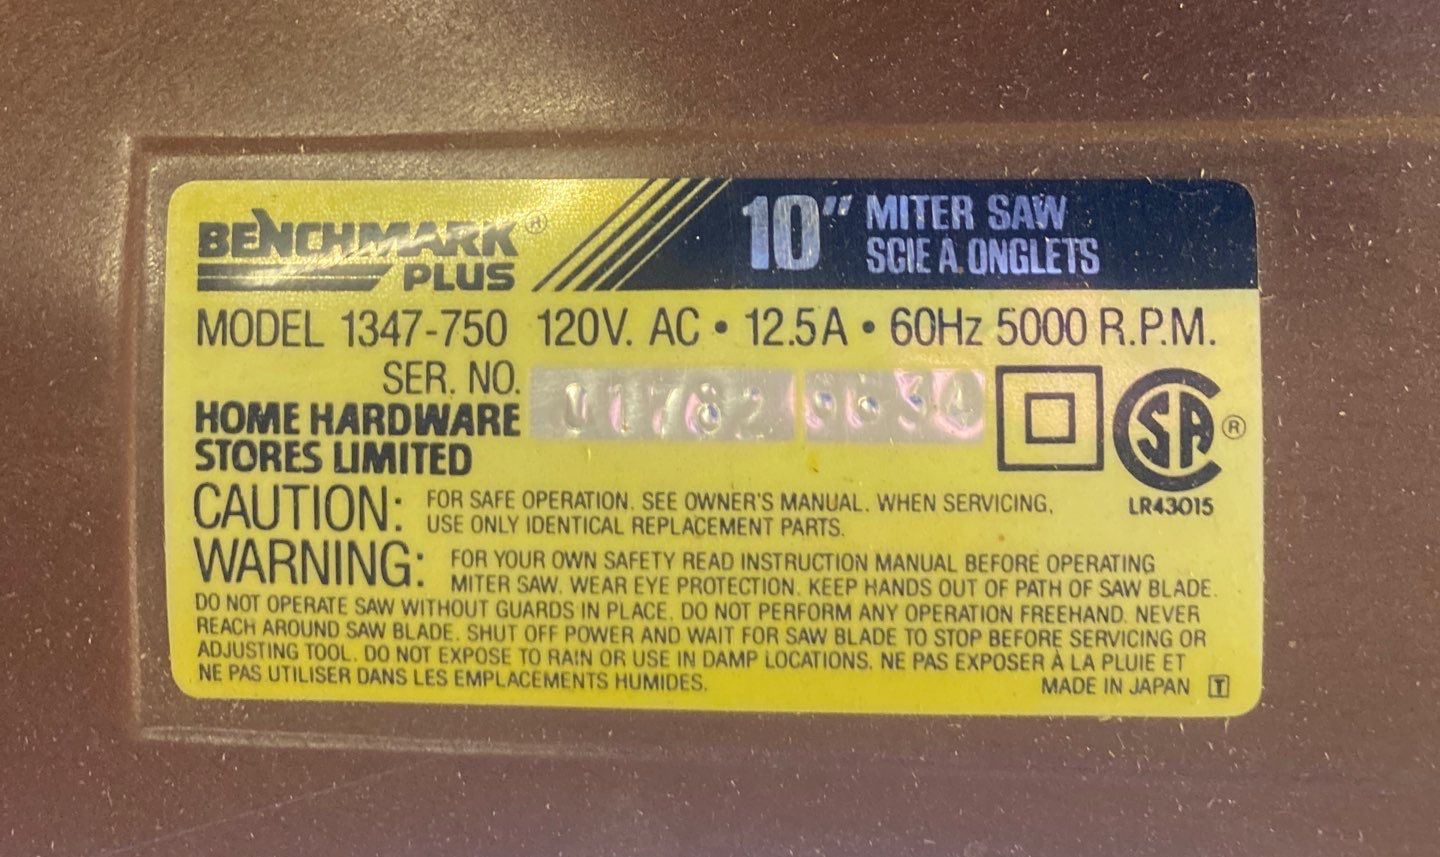 BENCHMARK®
PLUS
10" MITER SAW
SCIE A ONGLETS
MODEL 1347-750 120V. AC • 12.5A • 60Hz 5000 R.P.M.
SER. NO.
HOME HARDWARE
STORES LIMITED
SA ®
LR43015
CAUTION: FOR SAFE OPERATION. SEE OWNER'S MANUAL. WHEN SERVICING,
USE ONLY IDENTICAL REPLACEMENT PARTS.
WARNING: FOR YOUR OWN SAFETY READ INSTRUCTION MANUAL BEFORE OPERATING
MITER SAW. WEAR EYE PROTECTION. KEEP HANDS OUT OF PATH OF SAW BLADE.
DO NOT OPERATE SAW WITHOUT GUARDS IN PLACE. DO NOT PERFORM ANY OPERATION FREEHAND. NEVER
REACH AROUND SAW BLADE. SHUT OFF POWER AND WAIT FOR SAW BLADE TO STOP BEFORE SERVICING OR
ADJUSTING TOOL. DO NOT EXPOSE TO RAIN OR USE IN DAMP LOCATIONS. NE PAS EXPOSER À LA PLUIE ET
NE PAS UTILISER DANS LES EMPLACEMENTS HUMIDES.
MADE IN JAPAN T